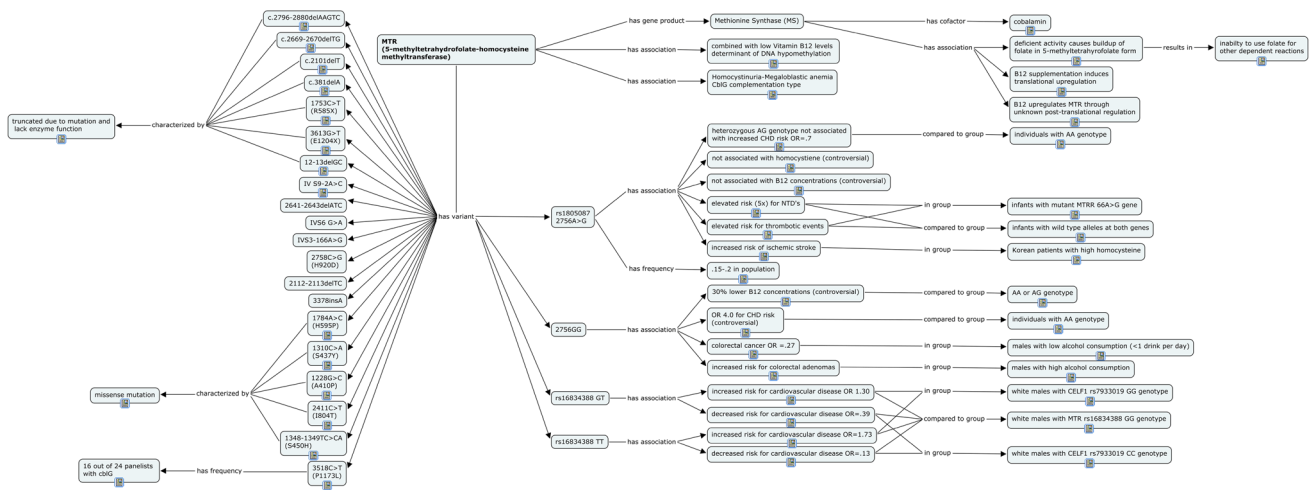 MTR
(5-methyltetrahydrofolate-homocysteine
methyltransferase)
has gene product
Methionine Synthase (MS)
has cofactor
cobalamin
has association
deficient activity causes buildup of
folate in 5-methyltetrahyrofolate form
results in
inabilty to use folate for
other dependent reactions
B12 supplementation induces
translational upregulation
B12 upregulates MTR through
unknown post-translational regulation
has association
combined with low Vitamin B12 levels
determinant of DNA hypomethylation
has association
Homocystinuria-Megaloblastic anemia
CblG complementation type
has variant
c.2796-2880delAAGTC
c.2669-2670delTG
c.2101delT
c.381delA
1753C>T
(R585X)
3613G>T
(E1204X)
12-13delGC
characterized by
truncated due to mutation and
lack enzyme function
IV S9-2A>C
2641-2643delATC
IVS6 G>A
IVS3-166A>G
2758C>G
(H920D)
2112-2113delTC
3378insA
1784A>C
(H595P)
1310C>A
(S437Y)
1228G>C
(A410P)
2411C>T
(I804T)
1348-1349TC>CA
(S450H)
characterized by
missense mutation
3518C>T
(P1173L)
has frequency
16 out of 24 panelists
with cblG
rs1805087
2756A>G
has association
heterozygous AG genotype not associated
with increased CHD risk OR=.7
compared to group
individuals with AA genotype
not associated with homocystiene (controversial)
not associated with B12 concentrations (controversial)
elevated risk (5x) for NTD's
elevated risk for thrombotic events
in group
infants with mutant MTRR 66A>G gene
compared to group
infants with wild type alleles at both genes
increased risk of ischemic stroke
in group
Korean patients with high homocysteine
has frequency
.15-.2 in population
2756GG
has association
30% lower B12 concentrations (controversial)
compared to group
AA or AG genotype
OR 4.0 for CHD risk
(controversial)
compared to group
individuals with AA genotype
colorectal cancer OR =.27
in group
males with low alcohol consumption (<1 drink per day)
increased risk for colorectal adenomas
in group
males with high alcohol consumption
rs16834388 GT
has association
increased risk for cardiovascular disease OR 1.30
decreased risk for cardiovascular disease OR=.39
in group
white males with CELF1 rs7933019 GG genotype
compared to group
white males with MTR rs16834388 GG genotype
rs16834388 TT
has association
increased risk for cardiovascular disease OR=1.73
decreased risk for cardiovascular disease OR=.13
in group
white males with CELF1 rs7933019 CC genotype